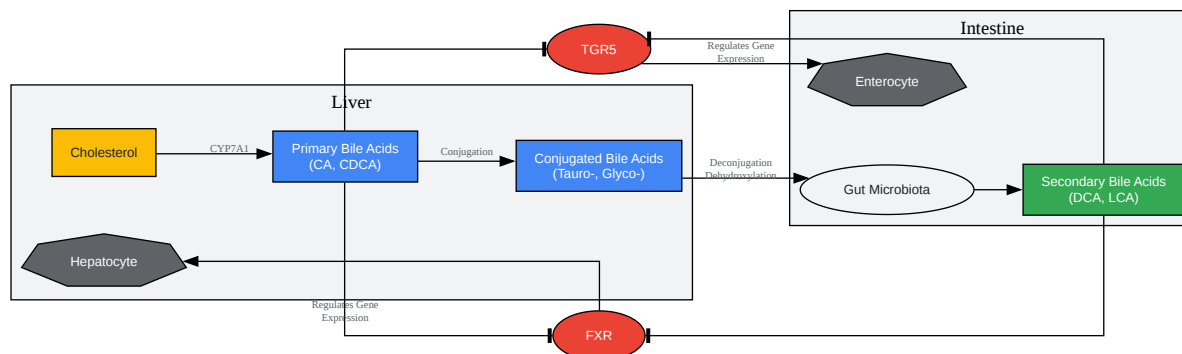 Intestine
TGR5
Regulates Gene
Expression
Enterocyte
Liver
Cholesterol
CYP7A1
Primary Bile Acids
(CA, CDCA)
Conjugation
Conjugated Bile Acids
(Tauro-, Glyco-)
Deconjugation
Dehydroxylation
Gut Microbiota
Secondary Bile Acids
(DCA, LCA)
Hepatocyte
Regulates Gene
Expression
FXR